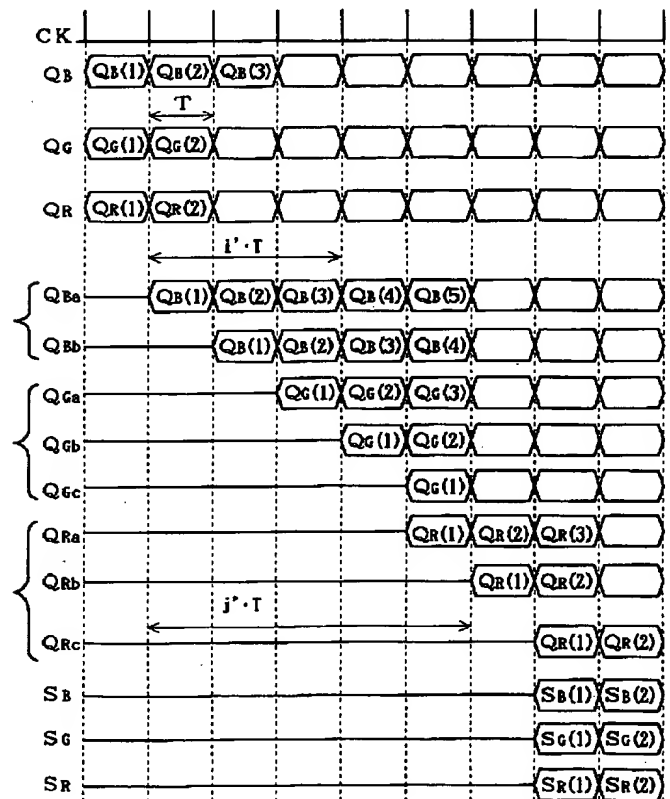 CK
QB QB(1) QB(2) QB(3)
T
QG QG(1) QG(2)
QR QR(1) QR(2)
i'·T
QBa QB(1) QB(2) QB(3) QB(4) QB(5)
QBb QB(1) QB(2) QB(3) QB(4)
QGa QG(1) QG(2) QG(3)
QGb QG(1) QG(2)
QGc QG(1)
QRa QR(1) QR(2) QR(3)
QRb QR(1) QR(2)
j'·T
QRc QR(1) QR(2)
SB SB(1) SB(2)
SG SG(1) SG(2)
SR SR(1) SR(2)